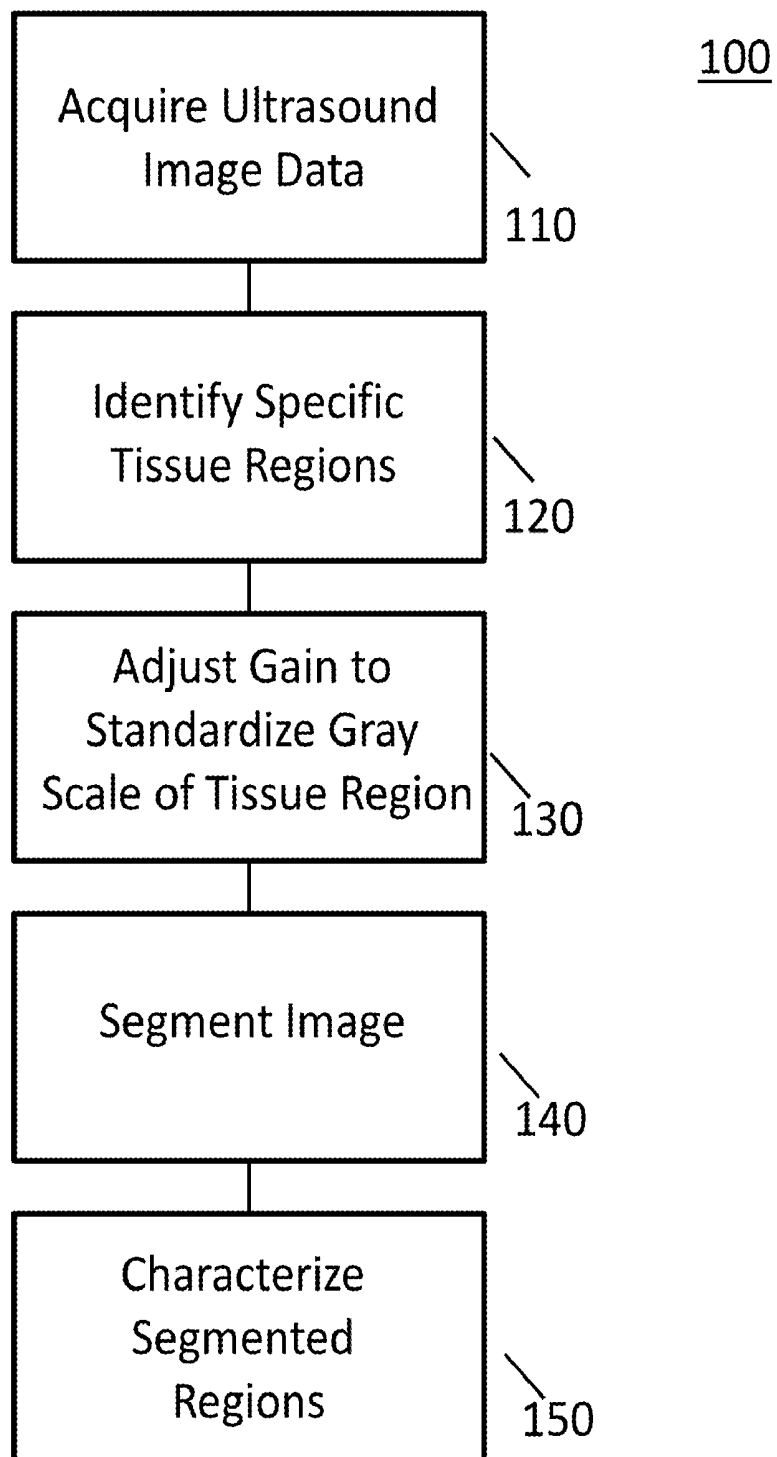 100
Acquire Ultrasound
Image Data
110
Identify Specific
Tissue Regions
120
Adjust Gain to
Standardize Gray
Scale of Tissue Region
130
Segment Image
140
Characterize
Segmented
Regions
150